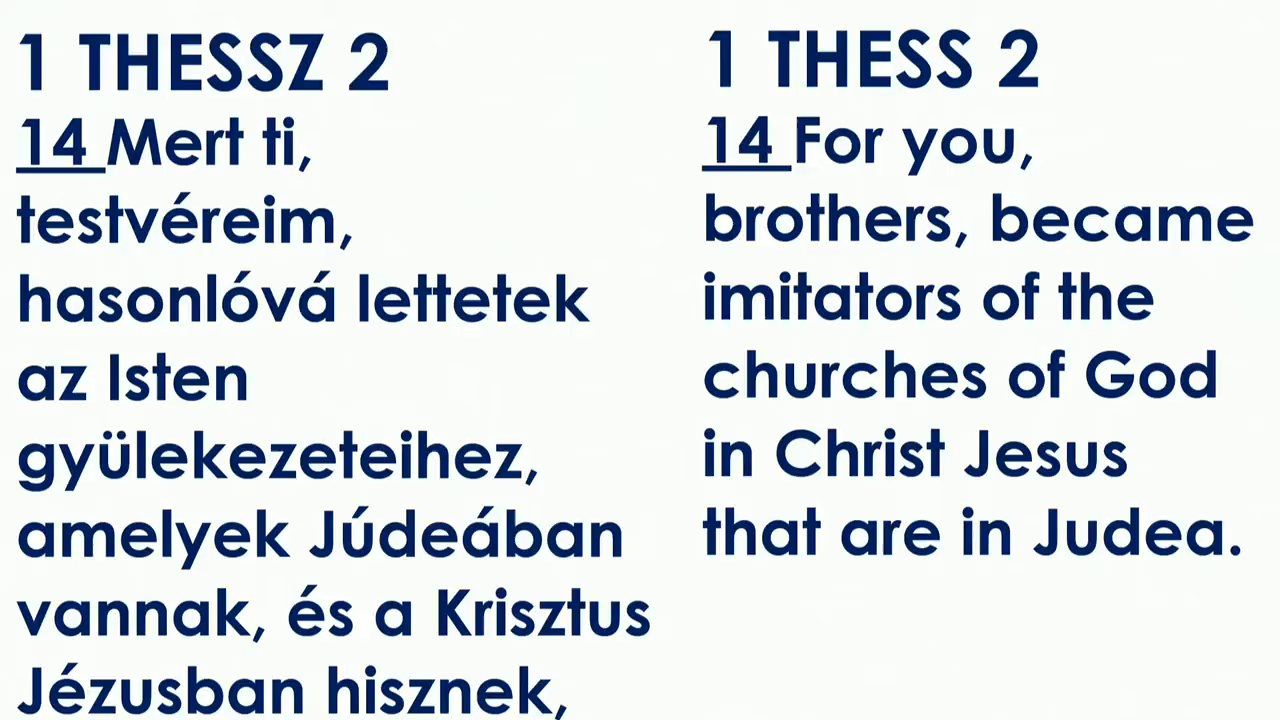 1 THESSZ 2
14 Mert ti,
testvéreim,
hasonlóvá lettetek
az Isten
gyülekezeteihez,
amelyek Júdeában
vannak, és a Krisztus
Jézusban hisznek,
1 THESS 2
14 For you,
brothers, became
imitators of the
churches of God
in Christ Jesus
that are in Judea.